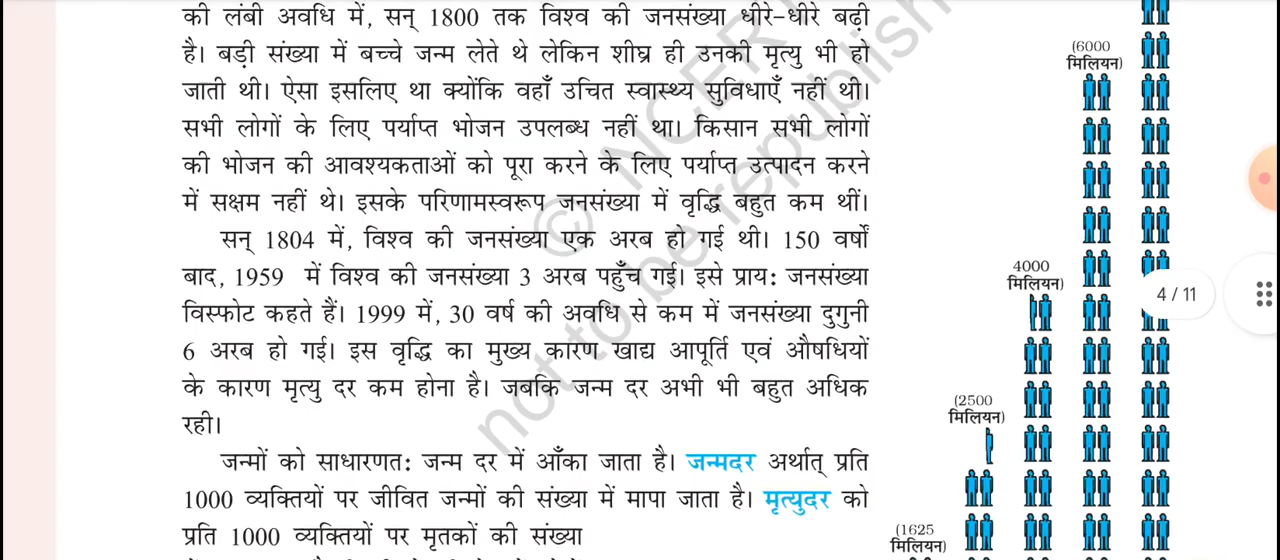 की लंबी अवधि में, सन् 1800 तक विश्व की जनसंख्या धीरे-धीरे बढ़ी
है। बड़ी संख्या में बच्चे जन्म लेते थे लेकिन शीघ्र ही उनकी मृत्यु भी हो
जाती थी। ऐसा इसलिए था क्योंकि वहाँ उचित स्वास्थ्य सुविधाएँ नहीं थी।
सभी लोगों के लिए पर्याप्त भोजन उपलब्ध नहीं था। किसान सभी लोगों
की भोजन की आवश्यकताओं को पूरा करने के लिए पर्याप्त उत्पादन करने
में सक्षम नहीं थे। इसके परिणामस्वरूप जनसंख्या में वृद्धि बहुत कम थीं।
सन् 1804 में, विश्व की जनसंख्या एक अरब हो गई थी। 150 वर्षों
बाद, 1959 में विश्व की जनसंख्या 3 अरब पहुँच गई। इसे प्राय: जनसंख्या
विस्फोट कहते हैं। 1999 में, 30 वर्ष की अवधि से कम में जनसंख्या दुगुनी
6 अरब हो गई। इस वृद्धि का मुख्य कारण खाद्य आपूर्ति एवं औषधियों
के कारण मृत्यु दर कम होना है। जबकि जन्म दर अभी भी बहुत अधिक
रही।
जन्मों को साधारणत: जन्म दर में आँका जाता है। जन्मदर अर्थात् प्रति
1000 व्यक्तियों पर जीवित जन्मों की संख्या में मापा जाता है। मृत्युदर को
प्रति 1000 व्यक्तियों पर मृतकों की संख्या
(6000
मिलियन)
4000
मिलियन)
(2500
मिलियन)
(1625
मिलियन)
4 / 11
© NCERT
not to be republish